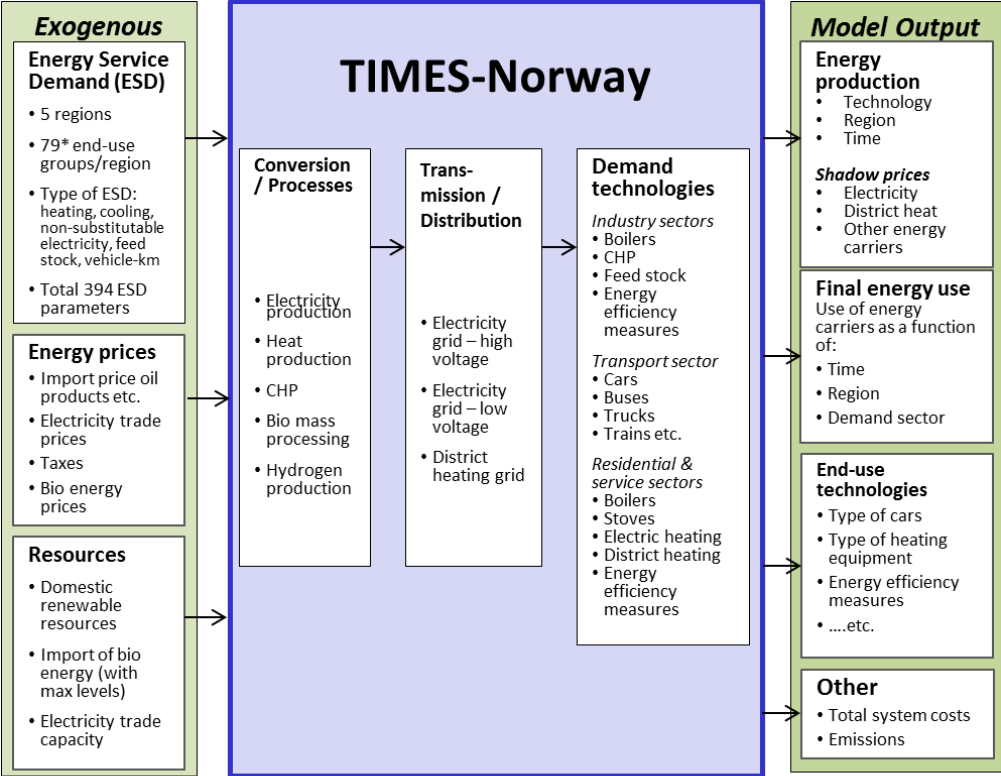 Exogenous
Energy Service
Demand (ESD)
• 5 regions
• 79* end-use
groups/region
• Type of ESD:
heating, cooling,
non-substitutable
electricity, feed
stock, vehicle-km
• Total 394 ESD
parameters
Energy prices
• Import price oil
products etc.
• Electricity trade
prices
• Taxes
• Bio energy
prices
Resources
• Domestic
renewable
resources
• Import of bio
energy (with
max levels)
• Electricity trade
capacity
TIMES-Norway
Conversion
/ Processes
• Electricity
production
• Heat
production
• CHP
• Bio mass
processing
• Hydrogen
production
Trans-
mission /
Distribution
• Electricity
grid – high
voltage
• Electricity
grid – low
voltage
• District
heating grid
Demand
technologies
Industry sectors
• Boilers
• CHP
• Feed stock
• Energy
efficiency
measures
Transport sector
• Cars
• Buses
• Trucks
• Trains etc.
Residential &
service sectors
• Boilers
• Stoves
• Electric heating
• District heating
• Energy
efficiency
measures
Model Output
Energy
production
• Technology
• Region
• Time
Shadow prices
• Electricity
• District heat
• Other energy
carriers
Final energy use
Use of energy
carriers as a function
of:
• Time
• Region
• Demand sector
End-use
technologies
• Type of cars
• Type of heating
equipment
• Energy efficiency
measures
• ....etc.
Other
• Total system costs
• Emissions